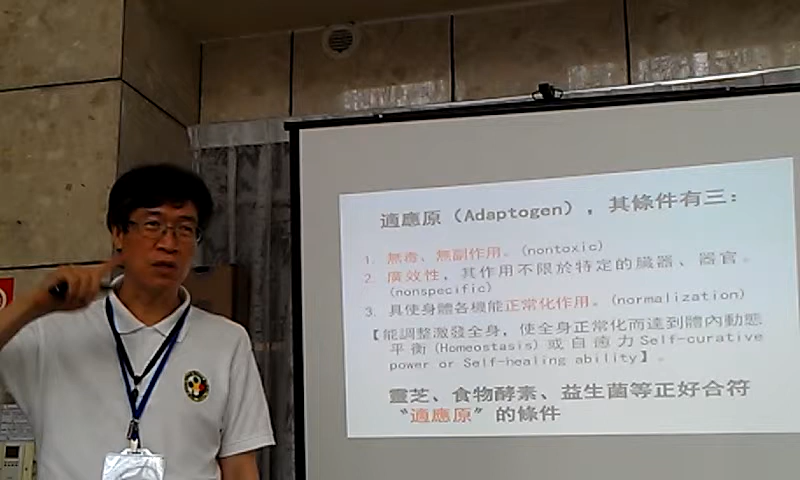 適應原（Adaptogen），其條件有三：
1. 無毒、無副作用。(nontoxic)
2. 廣效性，其作用不限於特定的臟器、器官。
(nonspecific)
3. 具使身體各機能正常化作用。(normalization)
【能調整激發全身，使全身正常化而達到體內動態
平衡(Homeostasis)或自癒力Self-curative
power or Self-healing ability】。
靈芝、食物酵素、益生菌等正好合符
“適應原”的條件